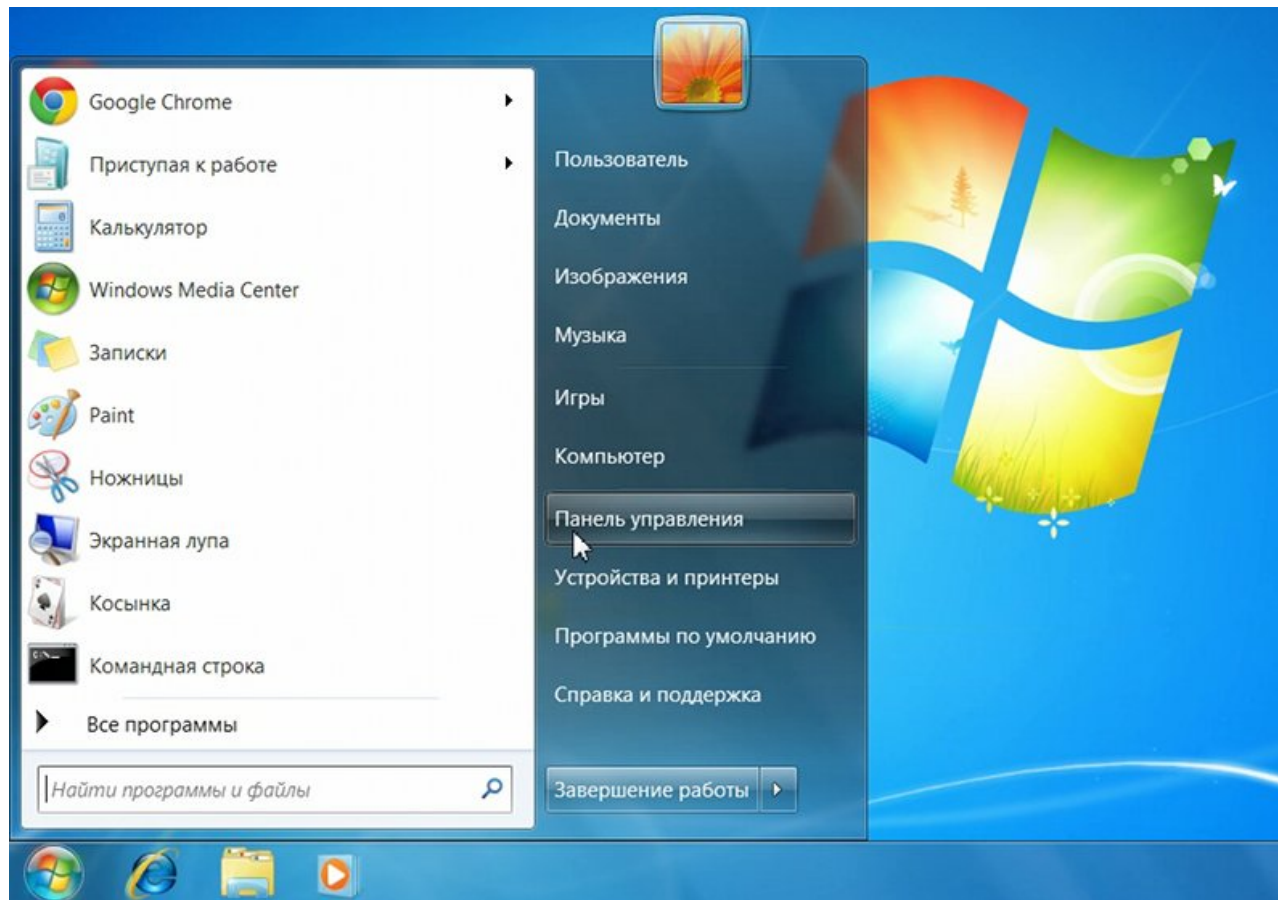 Google Chrome
Приступая к работе
Калькулятор
Windows Media Center
Записки
Paint
Ножницы
Экранная лупа
Косынка
Командная строка
Все программы
Найти программы и файлы
Пользователь
Документы
Изображения
Музыка
Игры
Компьютер
Панель управления
Устройства и принтеры
Программы по умолчанию
Справка и поддержка
Завершение работы